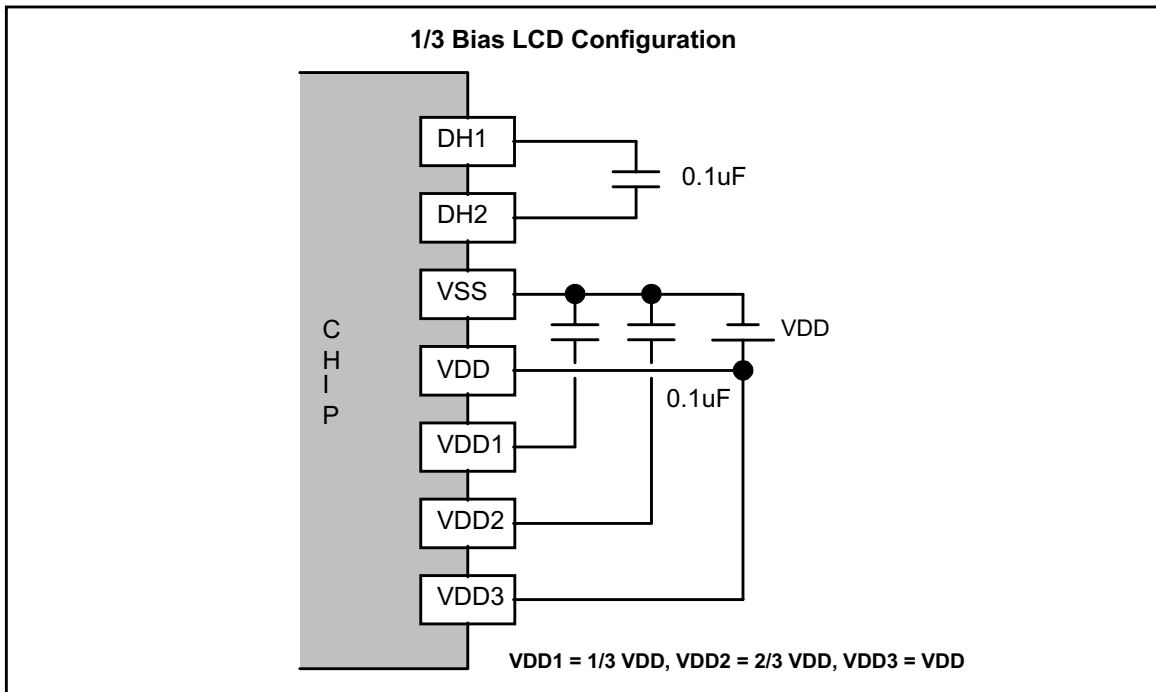 1/3 Bias LCD Configuration
DH1
0.1uF
DH2
VSS
CHIP
VDD
VDD
0.1uF
VDD1
VDD2
VDD3
VDD1 = 1/3 VDD, VDD2 = 2/3 VDD, VDD3 = VDD